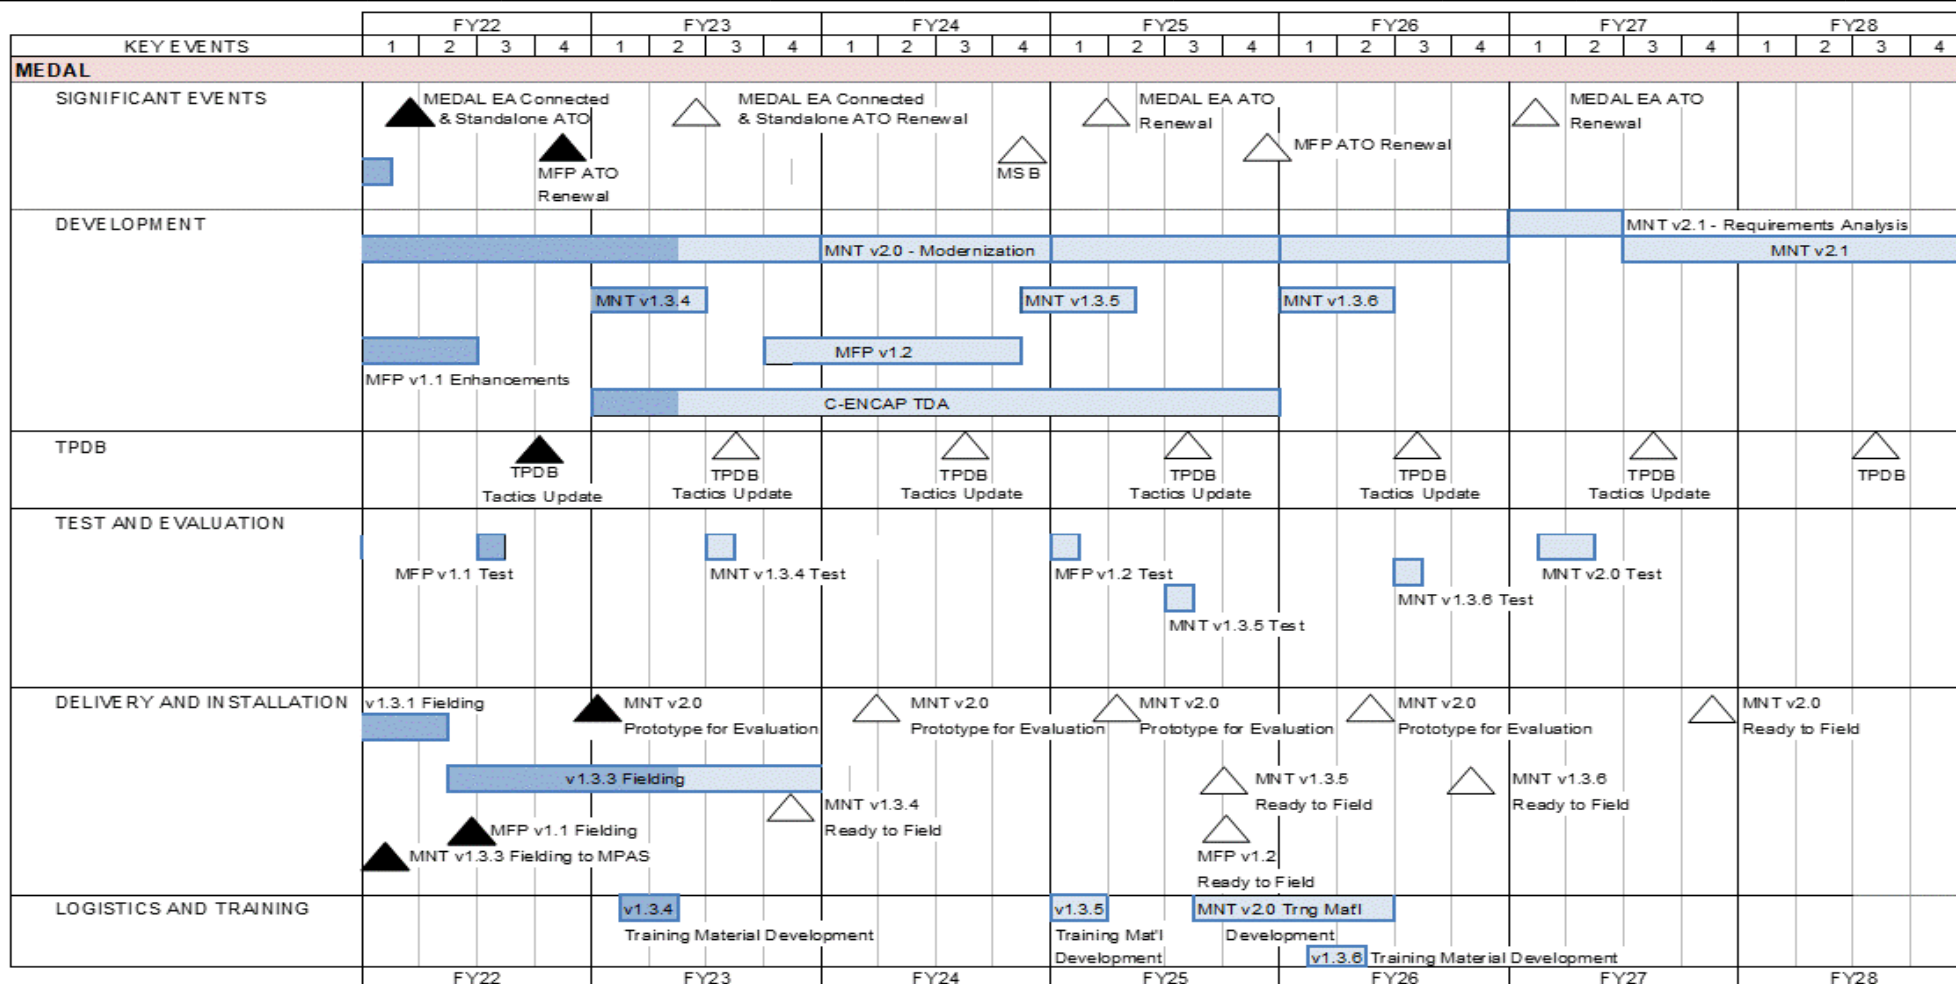 FY22 FY23 FY24 FY25 FY26 FY27 FY28
KEY EVENTS 1 2 3 4 1 2 3 4 1 2 3 4 1 2 3 4 1 2 3 4 1 2 3 4 1 2 3 4
MEDAL
SIGNIFICANT EVENTS
MEDAL EA Connected
& Standalone ATO
MEDAL EA Connected
& Standalone ATO Renewal
MEDAL EA ATO
Renewal
MEDAL EA ATO
Renewal
MFP ATO
Renewal
MS B
MFP ATO Renewal
DEVELOPMENT
MNT v2.1 - Requirements Analysis
MNT v2.0 - Modernization
MNT v2.1
MNT v1.3.4
MNT v1.3.5
MNT v1.3.6
MFP v1.2
MFP v1.1 Enhancements
C-ENCAP TDA
TPDB
TPDB
Tactics Update
TPDB
Tactics Update
TPDB
Tactics Update
TPDB
Tactics Update
TPDB
Tactics Update
TPDB
Tactics Update
TPDB
TEST AND EVALUATION
MFP v1.1 Test
MNT v1.3.4 Test
MFP v1.2 Test
MNT v2.0 Test
MNT v1.3.6 Test
MNT v1.3.5 Test
DELIVERY AND INSTALLATION
v1.3.1 Fielding
MNT v2.0
Prototype for Evaluation
MNT v2.0
Prototype for Evaluation
MNT v2.0
Prototype for Evaluation
MNT v2.0
Prototype for Evaluation
MNT v2.0
Ready to Field
v1.3.3 Fielding
MNT v1.3.5
Ready to Field
MNT v1.3.6
Ready to Field
MNT v1.3.4
Ready to Field
MFP v1.1 Fielding
MNT v1.3.3 Fielding to MPAS
MFP v1.2
Ready to Field
LOGISTICS AND TRAINING
v1.3.4
Training Material Development
v1.3.5
Training Mat'l
Development
MNT v2.0 Trng Mat'l
Development
v1.3.6 Training Material Development
FY22 FY23 FY24 FY25 FY26 FY27 FY28